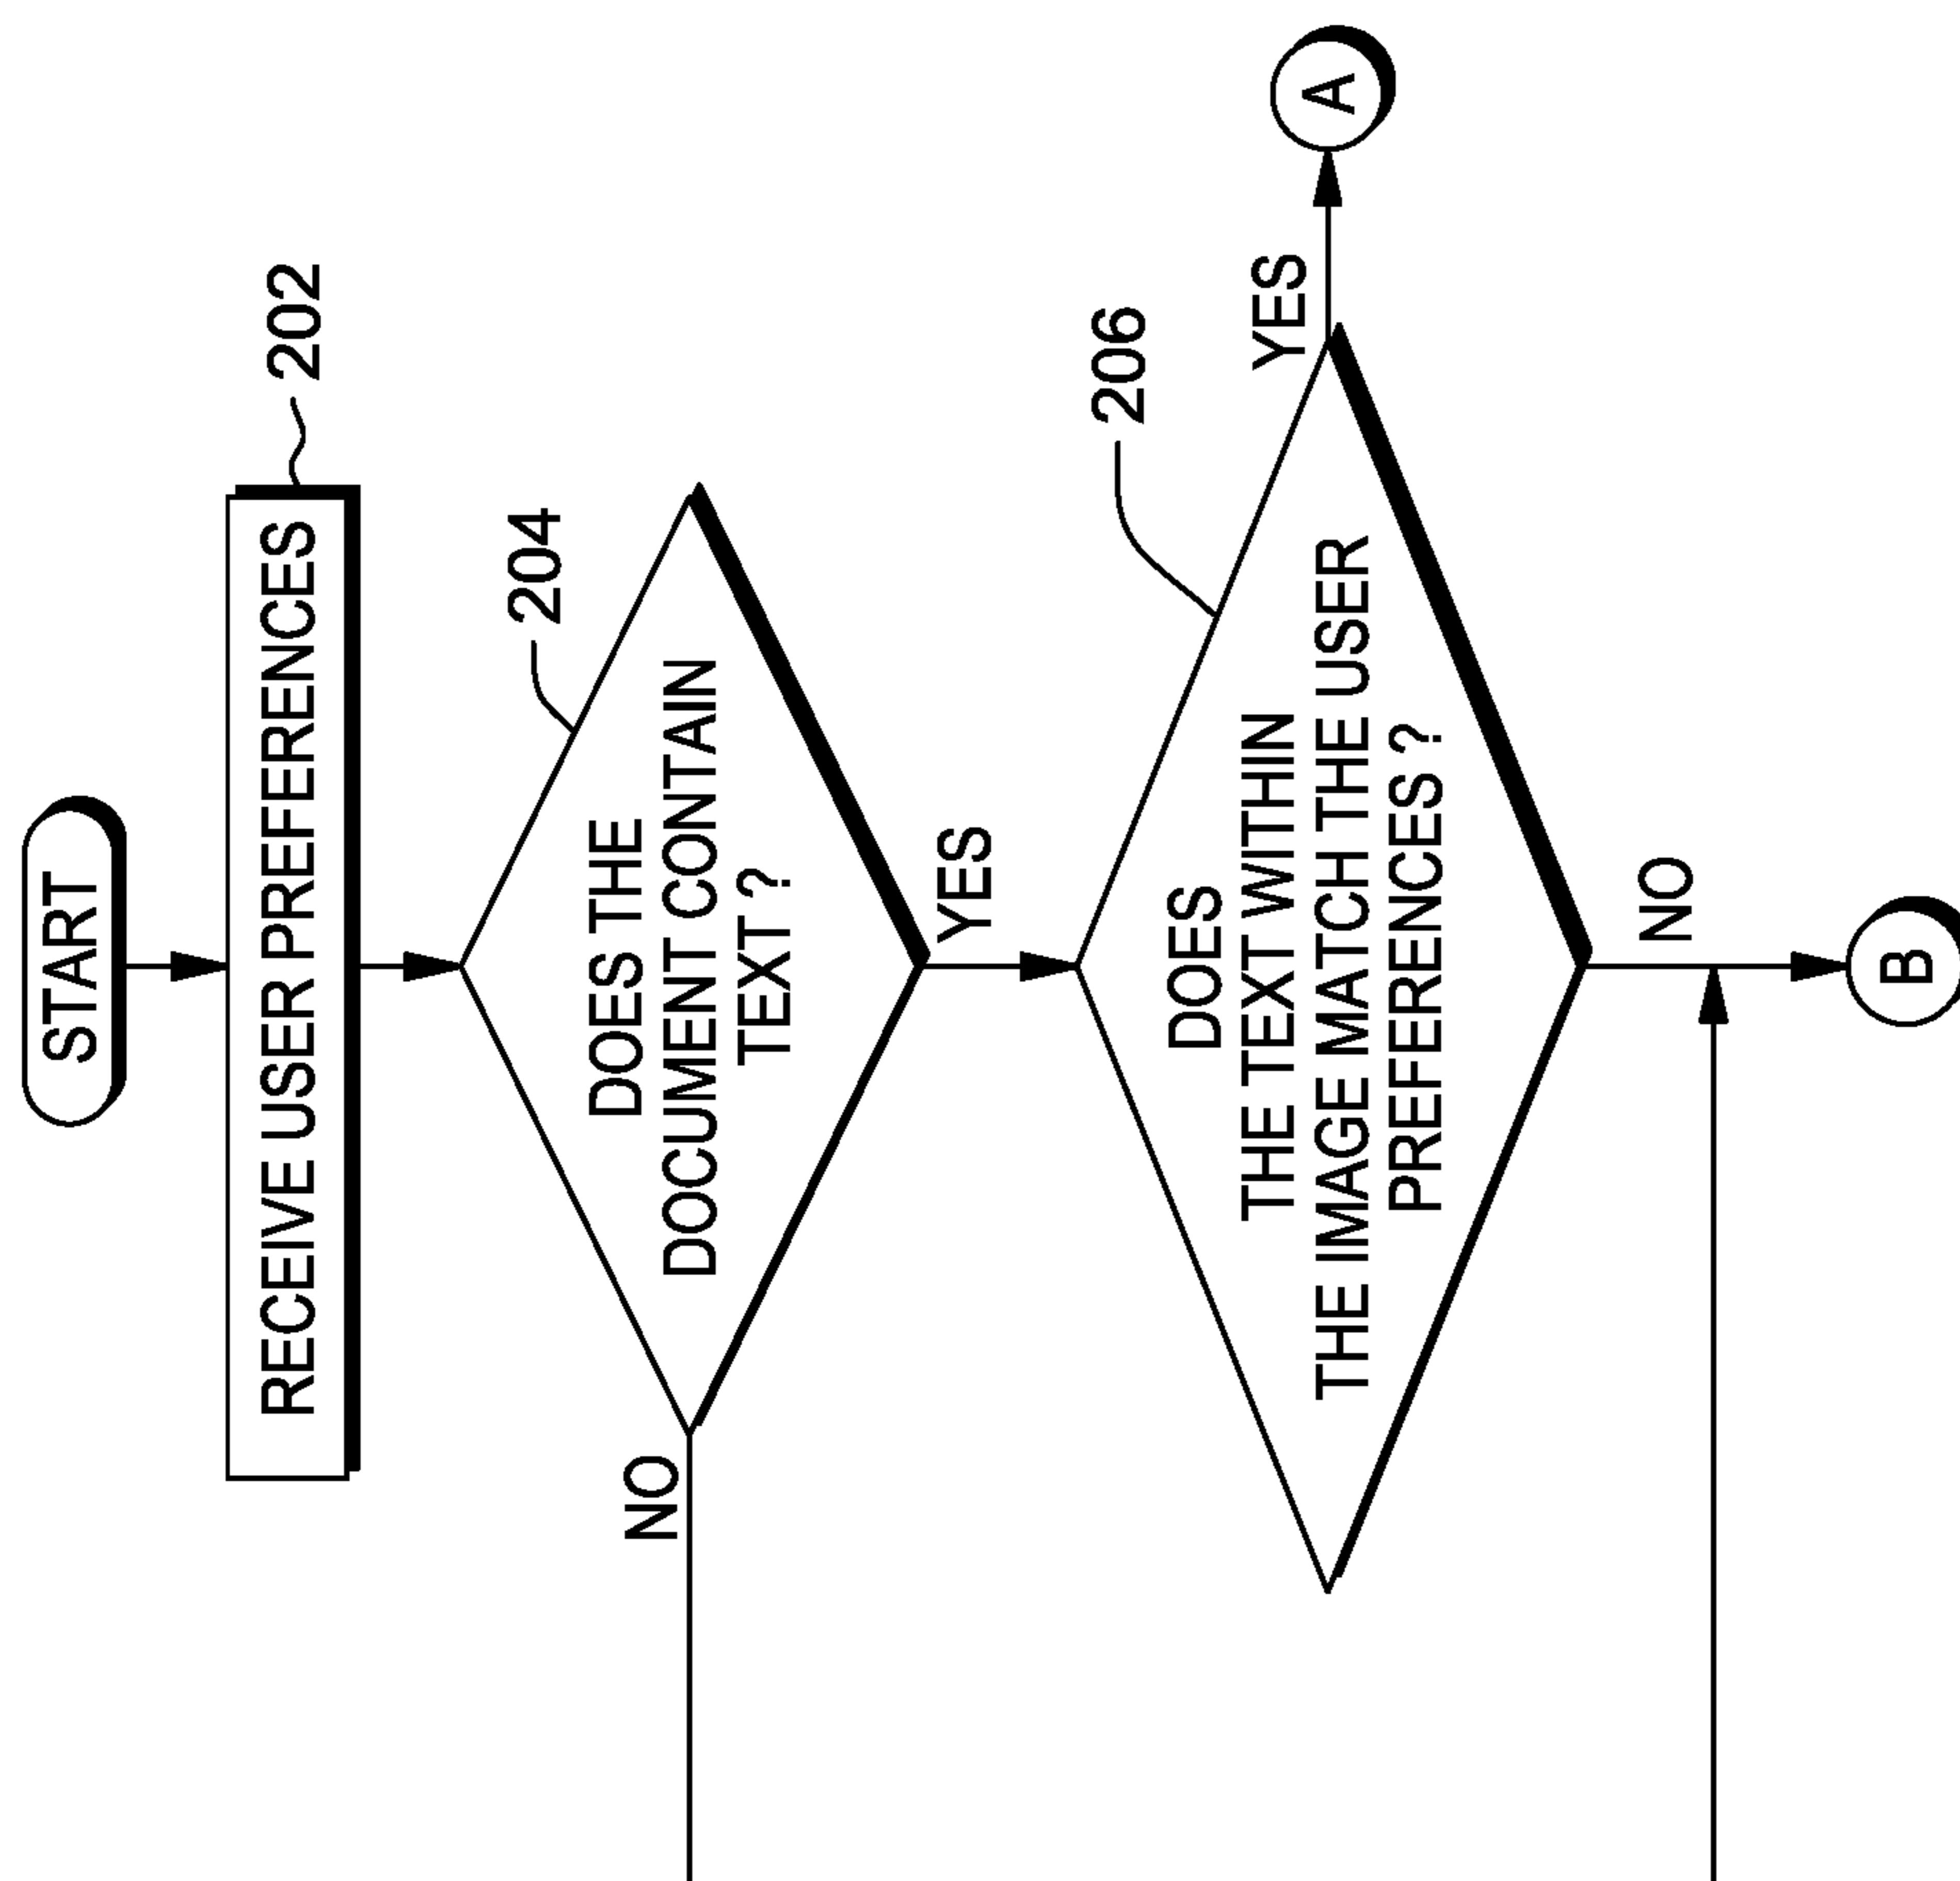 START
RECEIVE USER PREFERENCES
202
204
DOES THE
DOCUMENT CONTAIN
TEXT ?
NO
YES
206
DOES
THE TEXT WITHIN
THE IMAGE MATCH THE USER
PREFERENCES ?
YES
A
NO
B